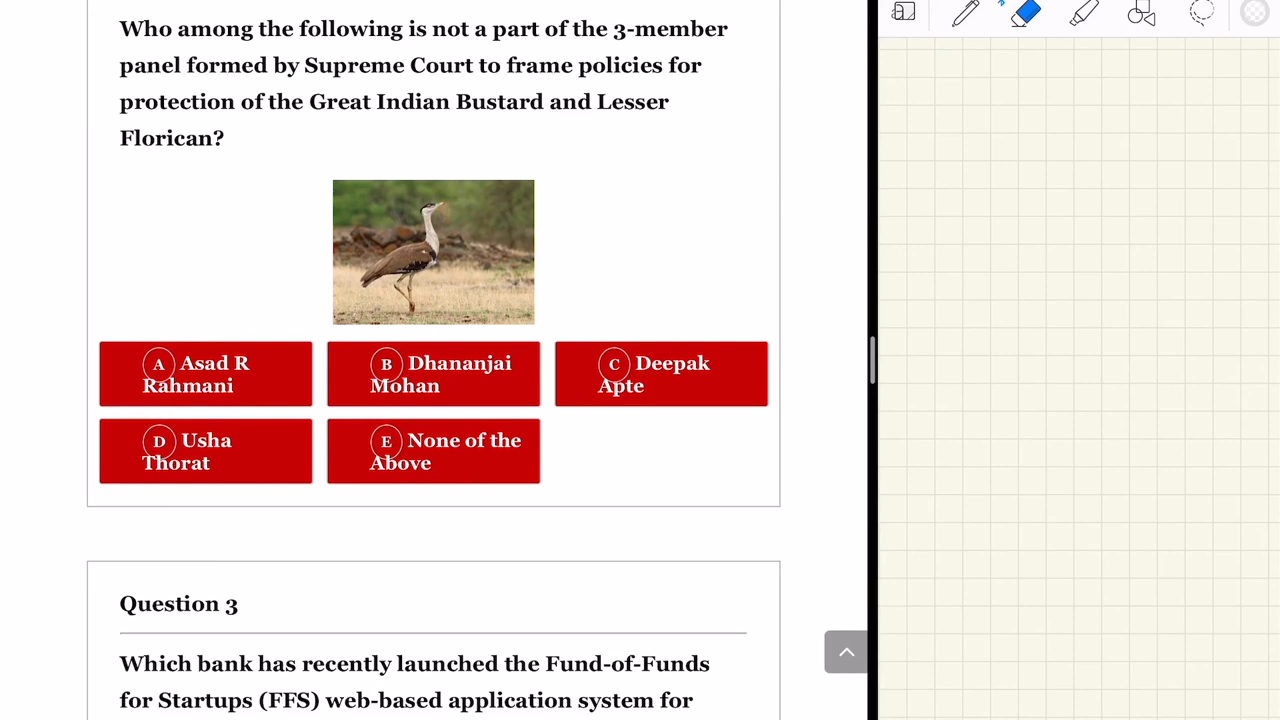 Who among the following is not a part of the 3-member
panel formed by Supreme Court to frame policies for
protection of the Great Indian Bustard and Lesser
Florican?
A Asad R
Rahmani
B Dhananjai
Mohan
C Deepak
Apte
D Usha
Thorat
E None of the
Above
Question 3
Which bank has recently launched the Fund-of-Funds
for Startups (FFS) web-based application system for